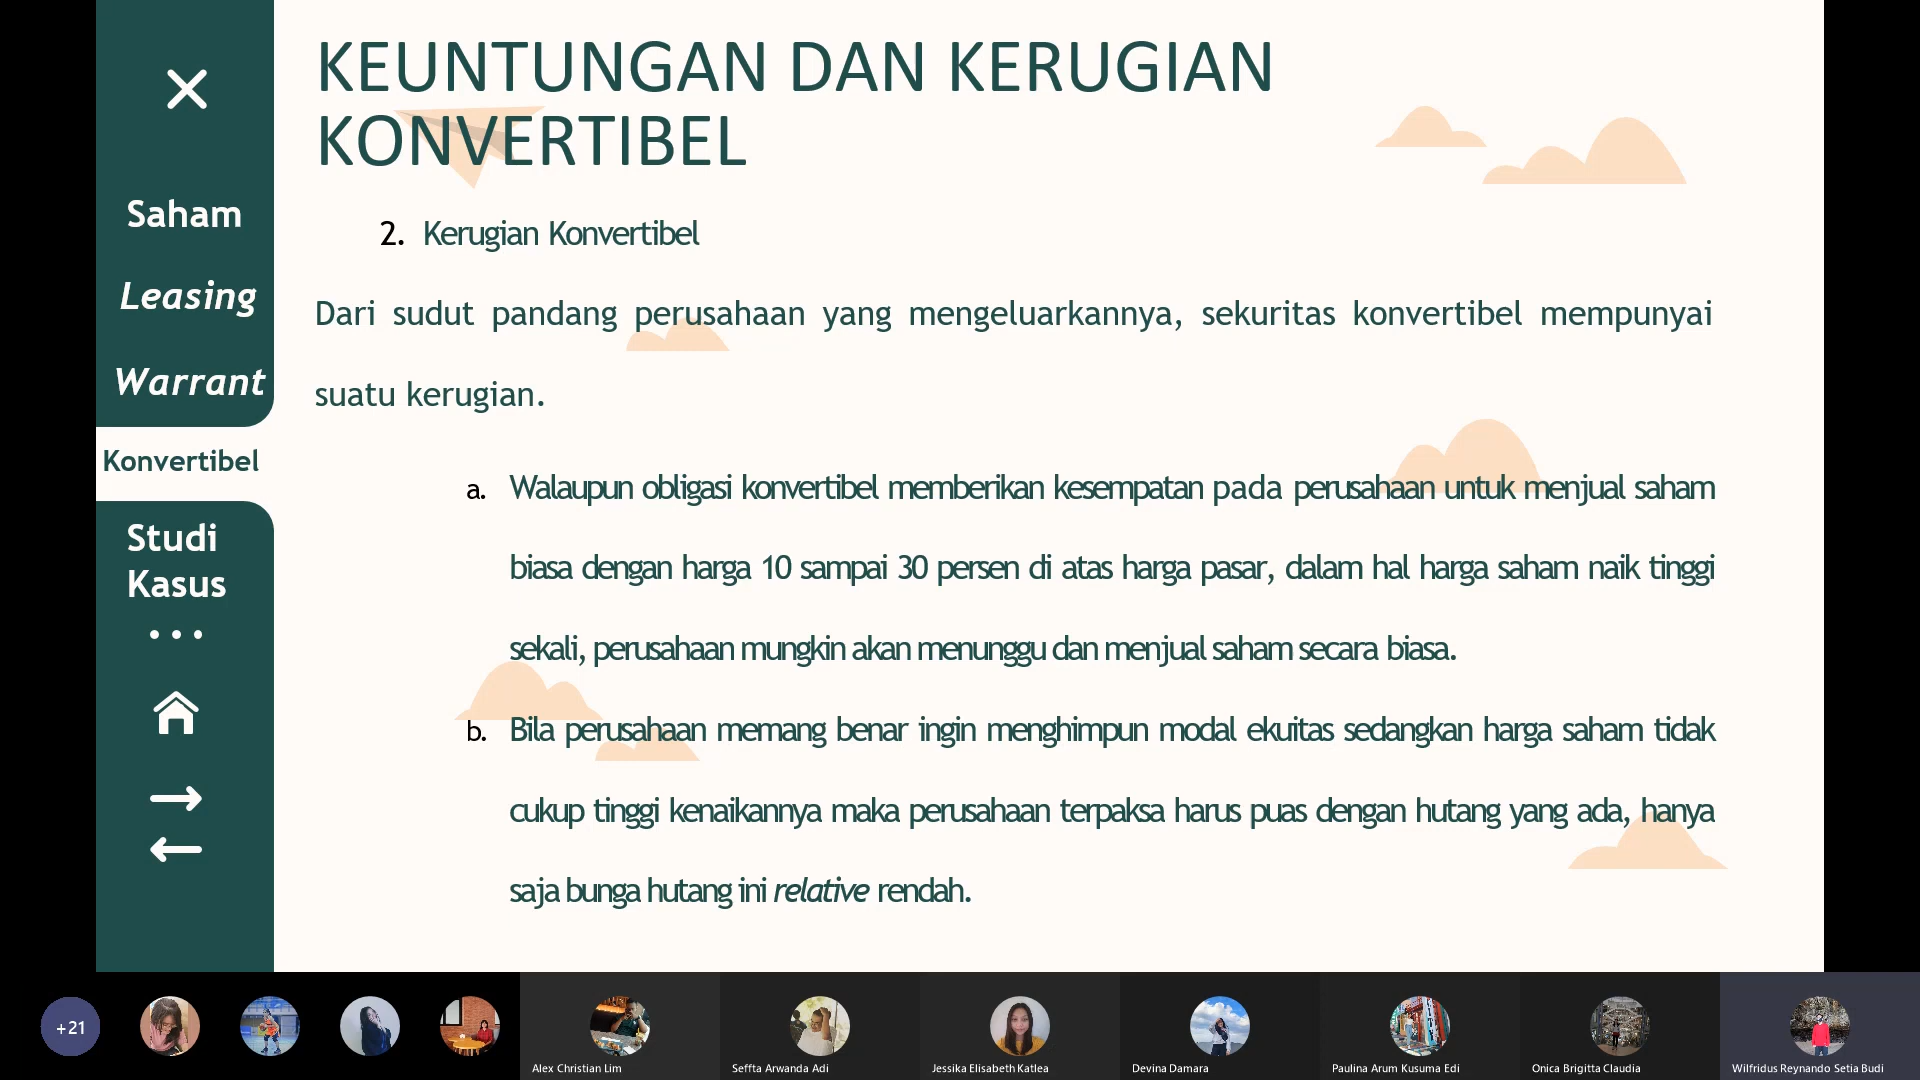 KEUNTUNGAN DAN KERUGIAN
KONVERTIBEL
Saham
Leasing
Warrant
Konvertibel
Studi
Kasus
2. Kerugian Konvertibel
Dari sudut pandang perusahaan yang mengeluarkannya, sekuritas konvertibel mempunyai
suatu kerugian.
a. Walaupun obligasi konvertibel memberikan kesempatan pada perusahaan untuk menjual saham
biasa dengan harga 10 sampai 30 persen di atas harga pasar, dalam hal harga saham naik tinggi
sekali, perusahaan mungkin akan menunggu dan menjual saham secara biasa.
b. Bila perusahaan memang benar ingin menghimpun modal ekuitas sedangkan harga saham tidak
cukup tinggi kenaikannya maka perusahaan terpaksa harus puas dengan hutang yang ada, hanya
saja bunga hutang ini relative rendah.
+21
Alex Christian Lim
Seffta Arwanda Adi
Jessika Elisabeth Katlea
Devina Damara
Paulina Arum Kusuma Edi
Onica Brigitta Claudia
Wilfridus Reynando Setia Budi